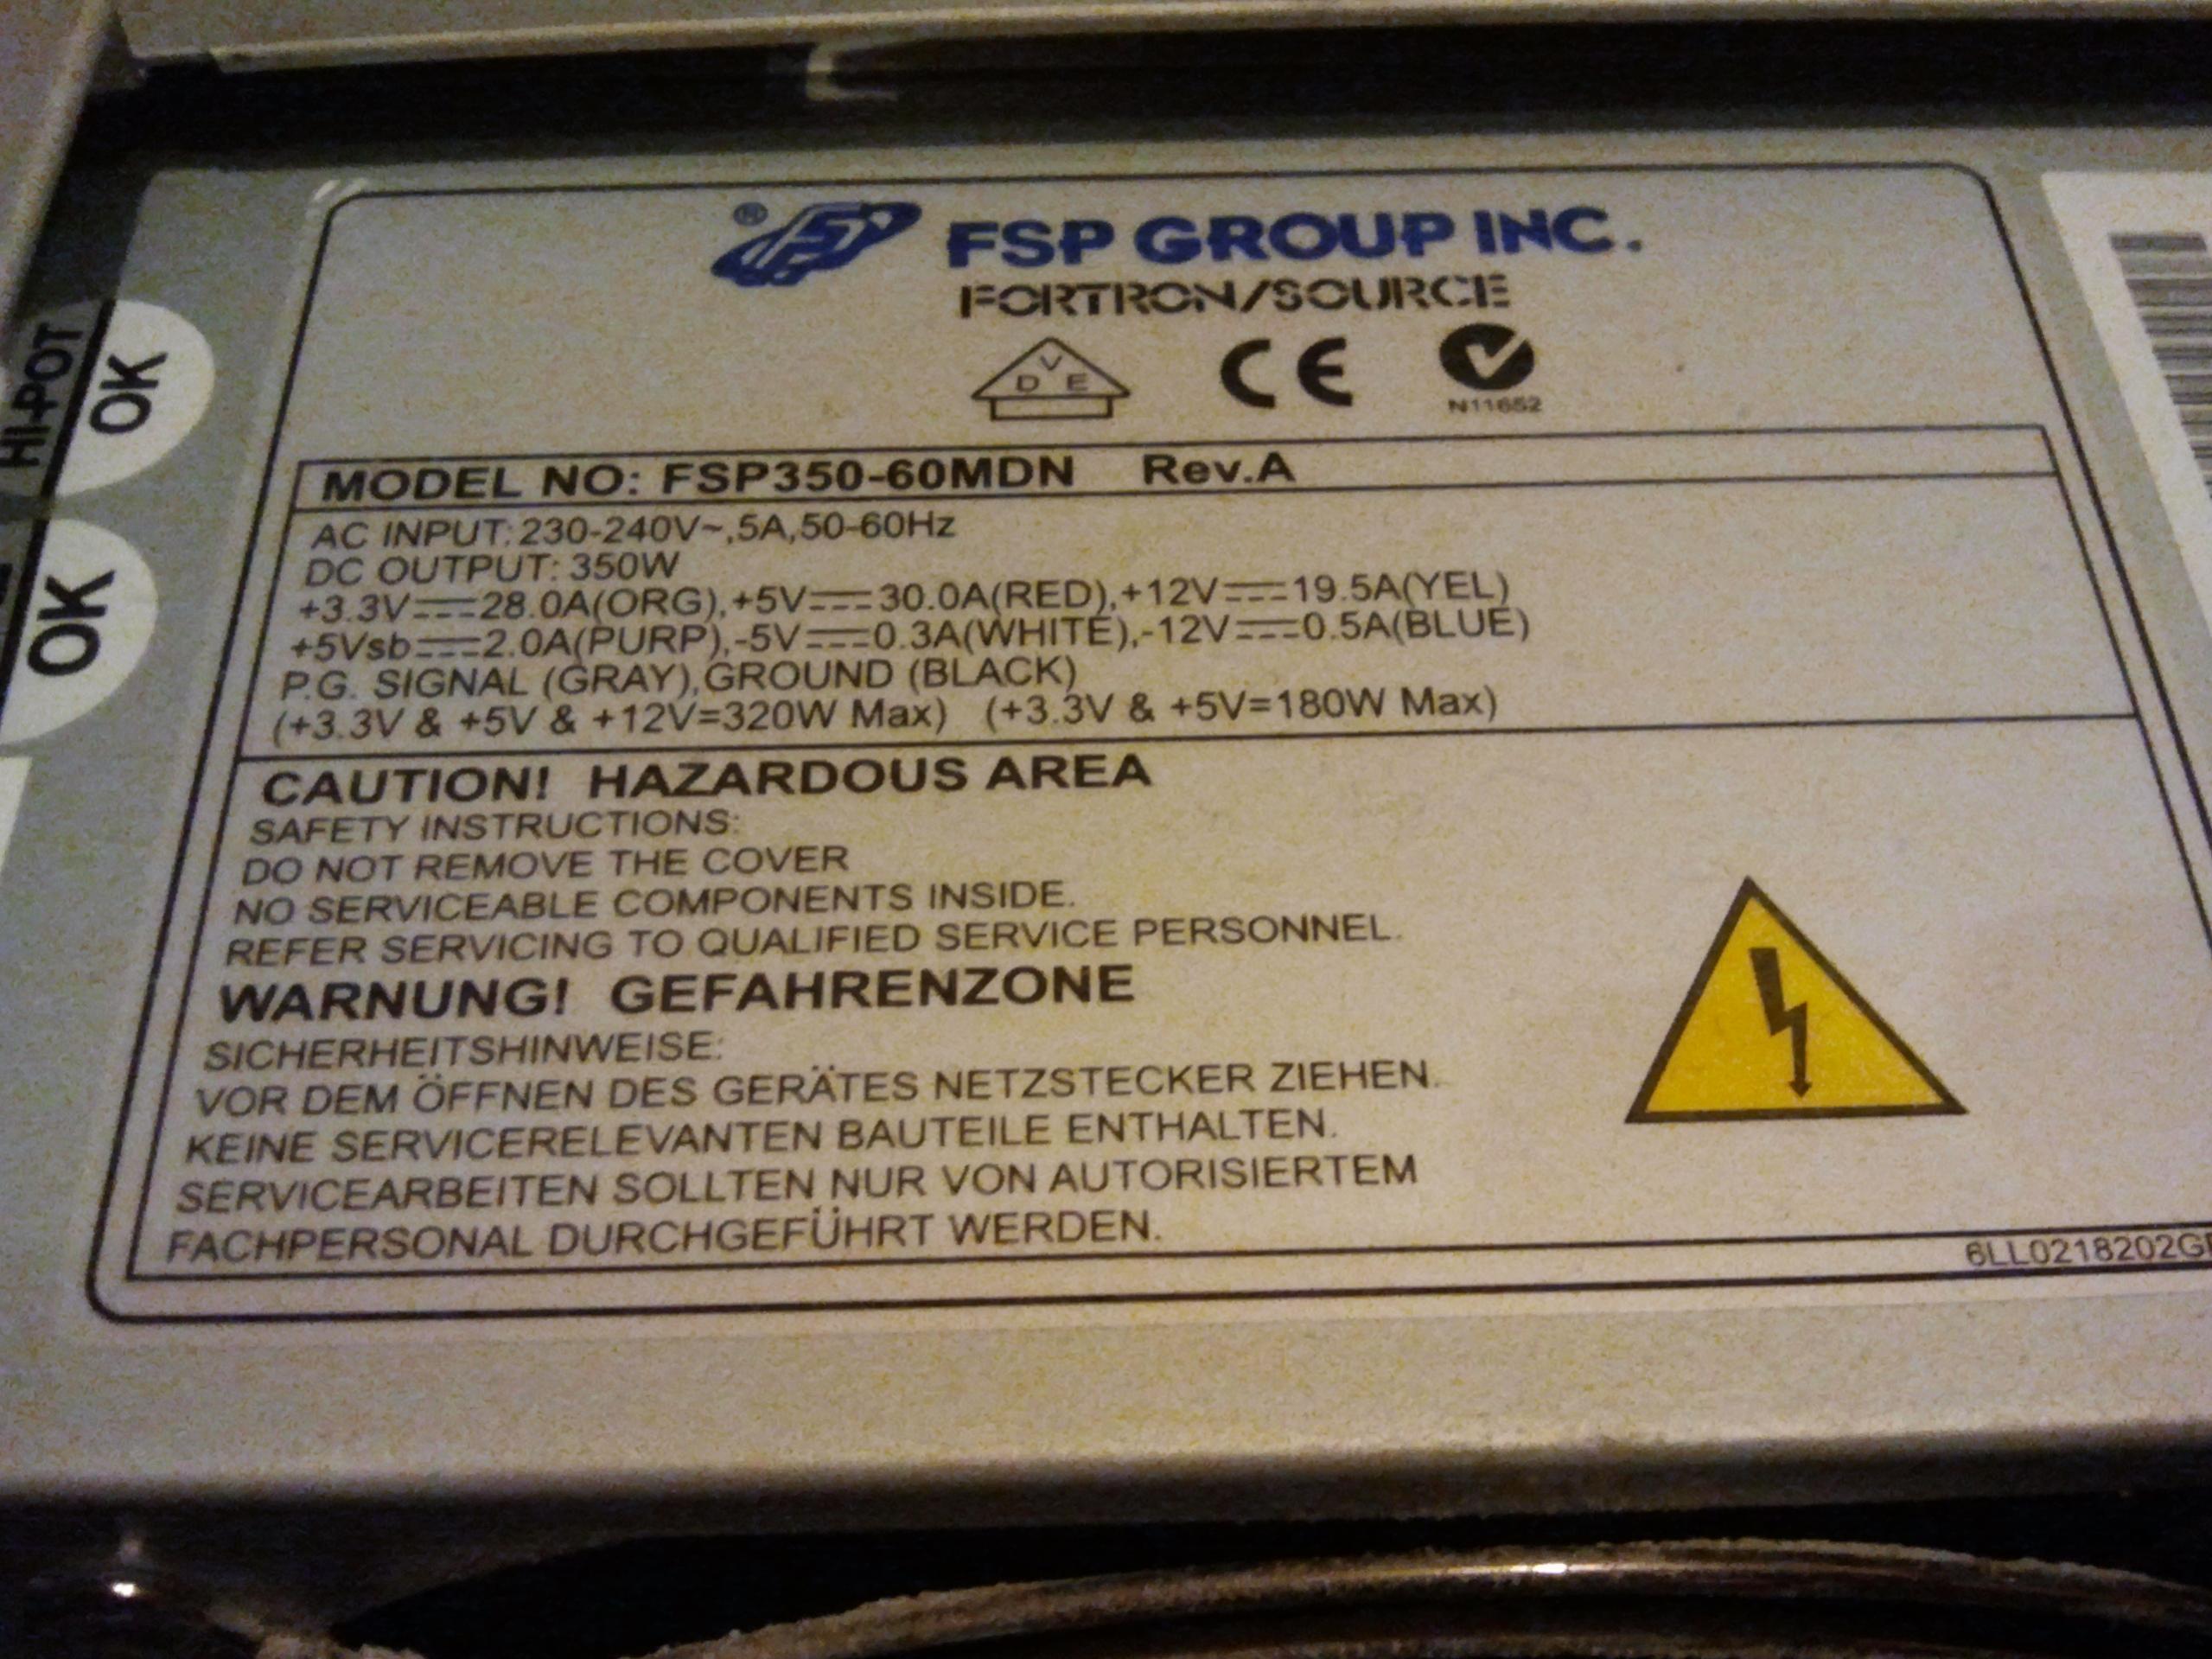 HI-POT
OK
OK
®
FSP GROUP INC.
FORTRON/SOURCE
DVE
CE
N11652
MODEL NO: FSP350-60MDN Rev.A
AC INPUT: 230-240V~,5A,50-60Hz
DC OUTPUT: 350W
+3.3V⎓28.0A(ORG),+5V⎓30.0A(RED),+12V⎓19.5A(YEL)
+5Vsb⎓2.0A(PURP),-5V⎓0.3A(WHITE),-12V⎓0.5A(BLUE)
P.G. SIGNAL (GRAY),GROUND (BLACK)
(+3.3V & +5V & +12V=320W Max) (+3.3V & +5V=180W Max)
CAUTION! HAZARDOUS AREA
SAFETY INSTRUCTIONS:
DO NOT REMOVE THE COVER
NO SERVICEABLE COMPONENTS INSIDE.
REFER SERVICING TO QUALIFIED SERVICE PERSONNEL.
WARNUNG! GEFAHRENZONE
SICHERHEITSHINWEISE:
VOR DEM ÖFFNEN DES GERÄTES NETZSTECKER ZIEHEN.
KEINE SERVICERELEVANTEN BAUTEILE ENTHALTEN.
SERVICEARBEITEN SOLLTEN NUR VON AUTORISIERTEM
FACHPERSONAL DURCHGEFÜHRT WERDEN.